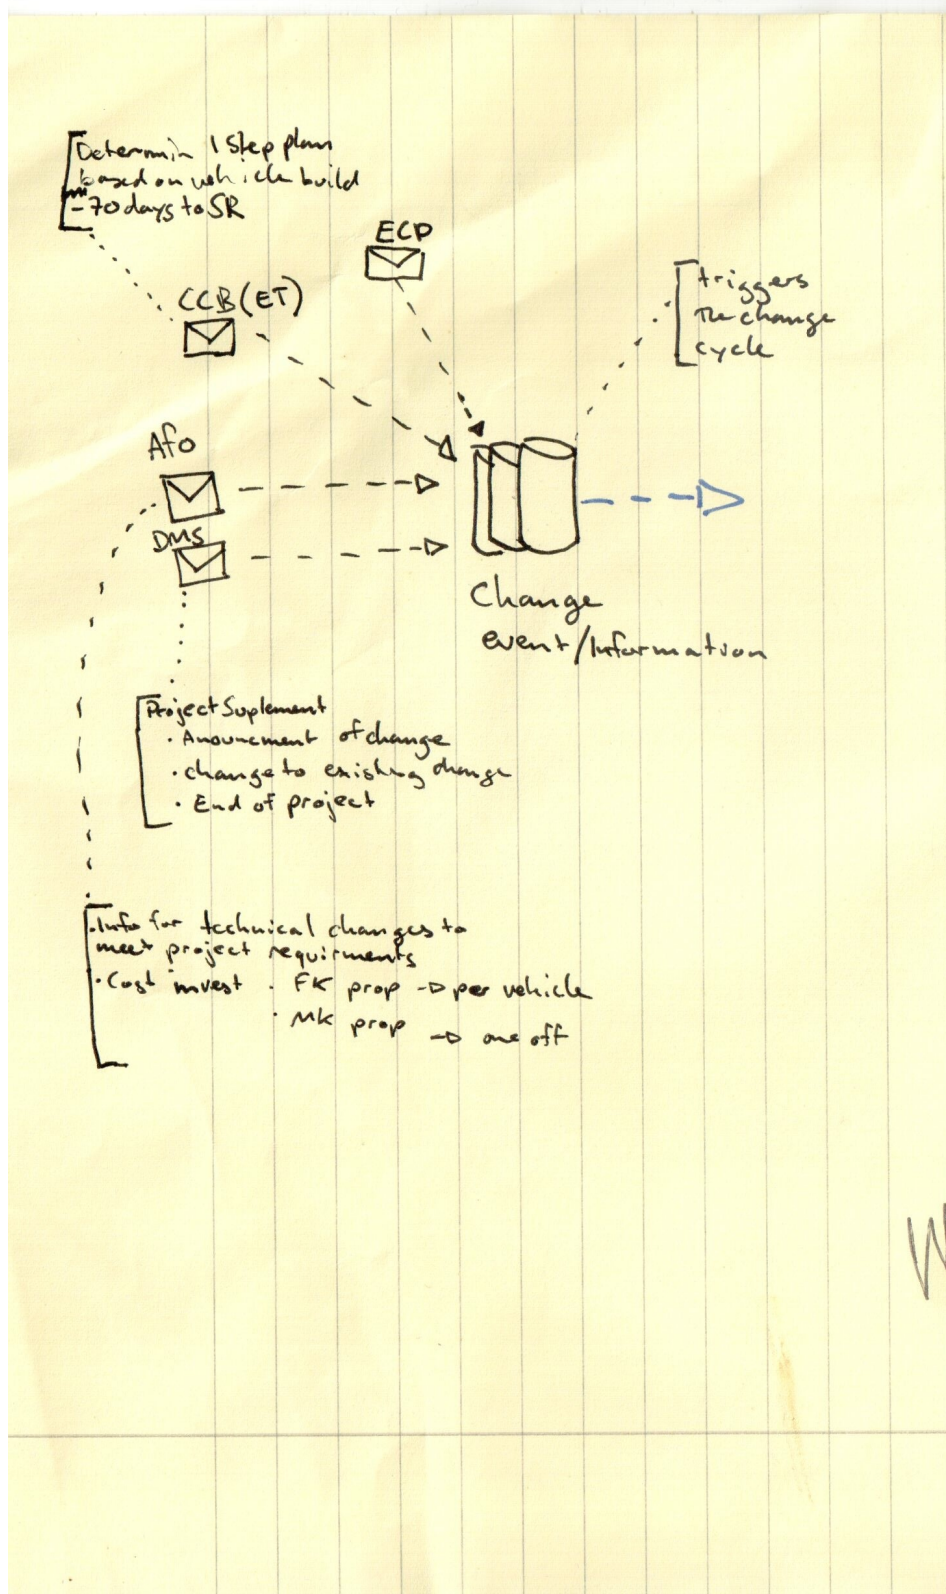 Determin 1 step plan
based on vehicle build
-70 days to SR
ECP
CCB (ET)
triggers
The change
cycle
Afo
DMS
Change
event/Information
Project Suplement
· Anouncment of change
· change to existing change
· End of project
· Info for technical changes to
meet project requirments
· Cost invest · FK prop → per vehicle
· MK prop → one off